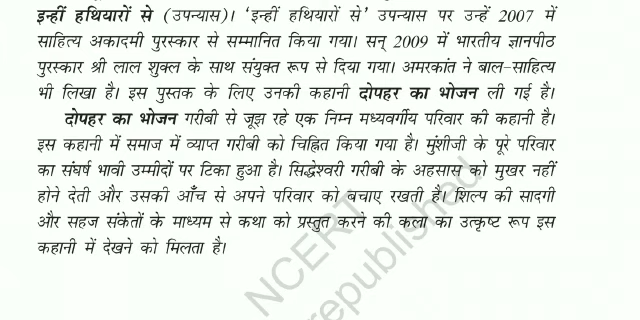 इन्हीं हथियारों से (उपन्यास)। 'इन्हीं हथियारों से' उपन्यास पर उन्हें 2007 में
साहित्य अकादमी पुरस्कार से सम्मानित किया गया। सन् 2009 में भारतीय ज्ञानपीठ
पुरस्कार श्री लाल शुक्ल के साथ संयुक्त रूप से दिया गया। अमरकांत ने बाल-साहित्य
भी लिखा है। इस पुस्तक के लिए उनकी कहानी दोपहर का भोजन ली गई है।
दोपहर का भोजन गरीबी से जूझ रहे एक निम्न मध्यवर्गीय परिवार की कहानी है।
इस कहानी में समाज में व्याप्त गरीबी को चिह्नित किया गया है। मुंशीजी के पूरे परिवार
का संघर्ष भावी उम्मीदों पर टिका हुआ है। सिद्धेश्वरी गरीबी के अहसास को मुखर नहीं
होने देती और उसकी आँच से अपने परिवार को बचाए रखती है। शिल्प की सादगी
और सहज संकेतों के माध्यम से कथा को प्रस्तुत करने की कला का उत्कृष्ट रूप इस
कहानी में देखने को मिलता है।
NCERT
republished